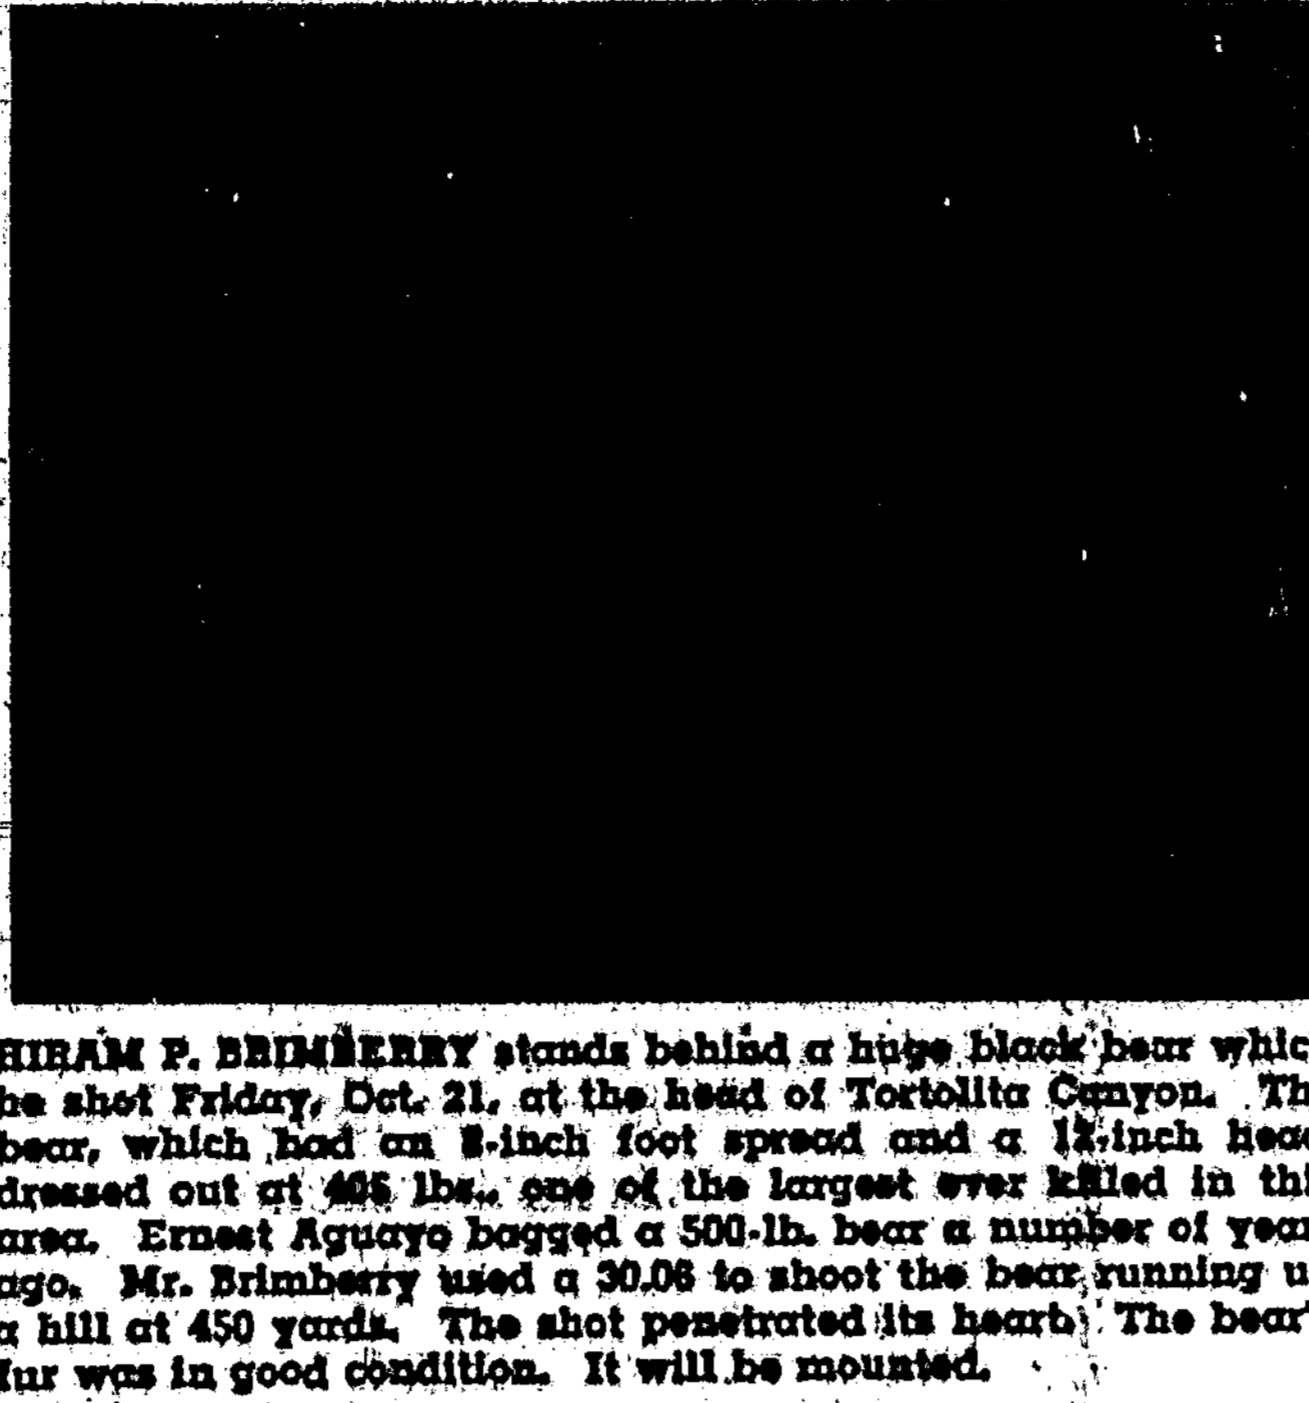 HIRAM P. BRIMBERRY stands behind a huge black bear whic
he shot Friday, Oct. 21, at the head of Tortolita Canyon. Th
bear, which had an 8-inch foot spread and a 12-inch hea
dressed out at lbs., one of the largest ever killed in thi
area. Ernest Aguayo bagged a 500-lb. bear a number of year
ago. Mr. Brimberry used a 30.06 to shoot the bear running u
a hill at 450 yards. The shot penetrated its heart. The bear'
fur was in good condition. It will be mounted.